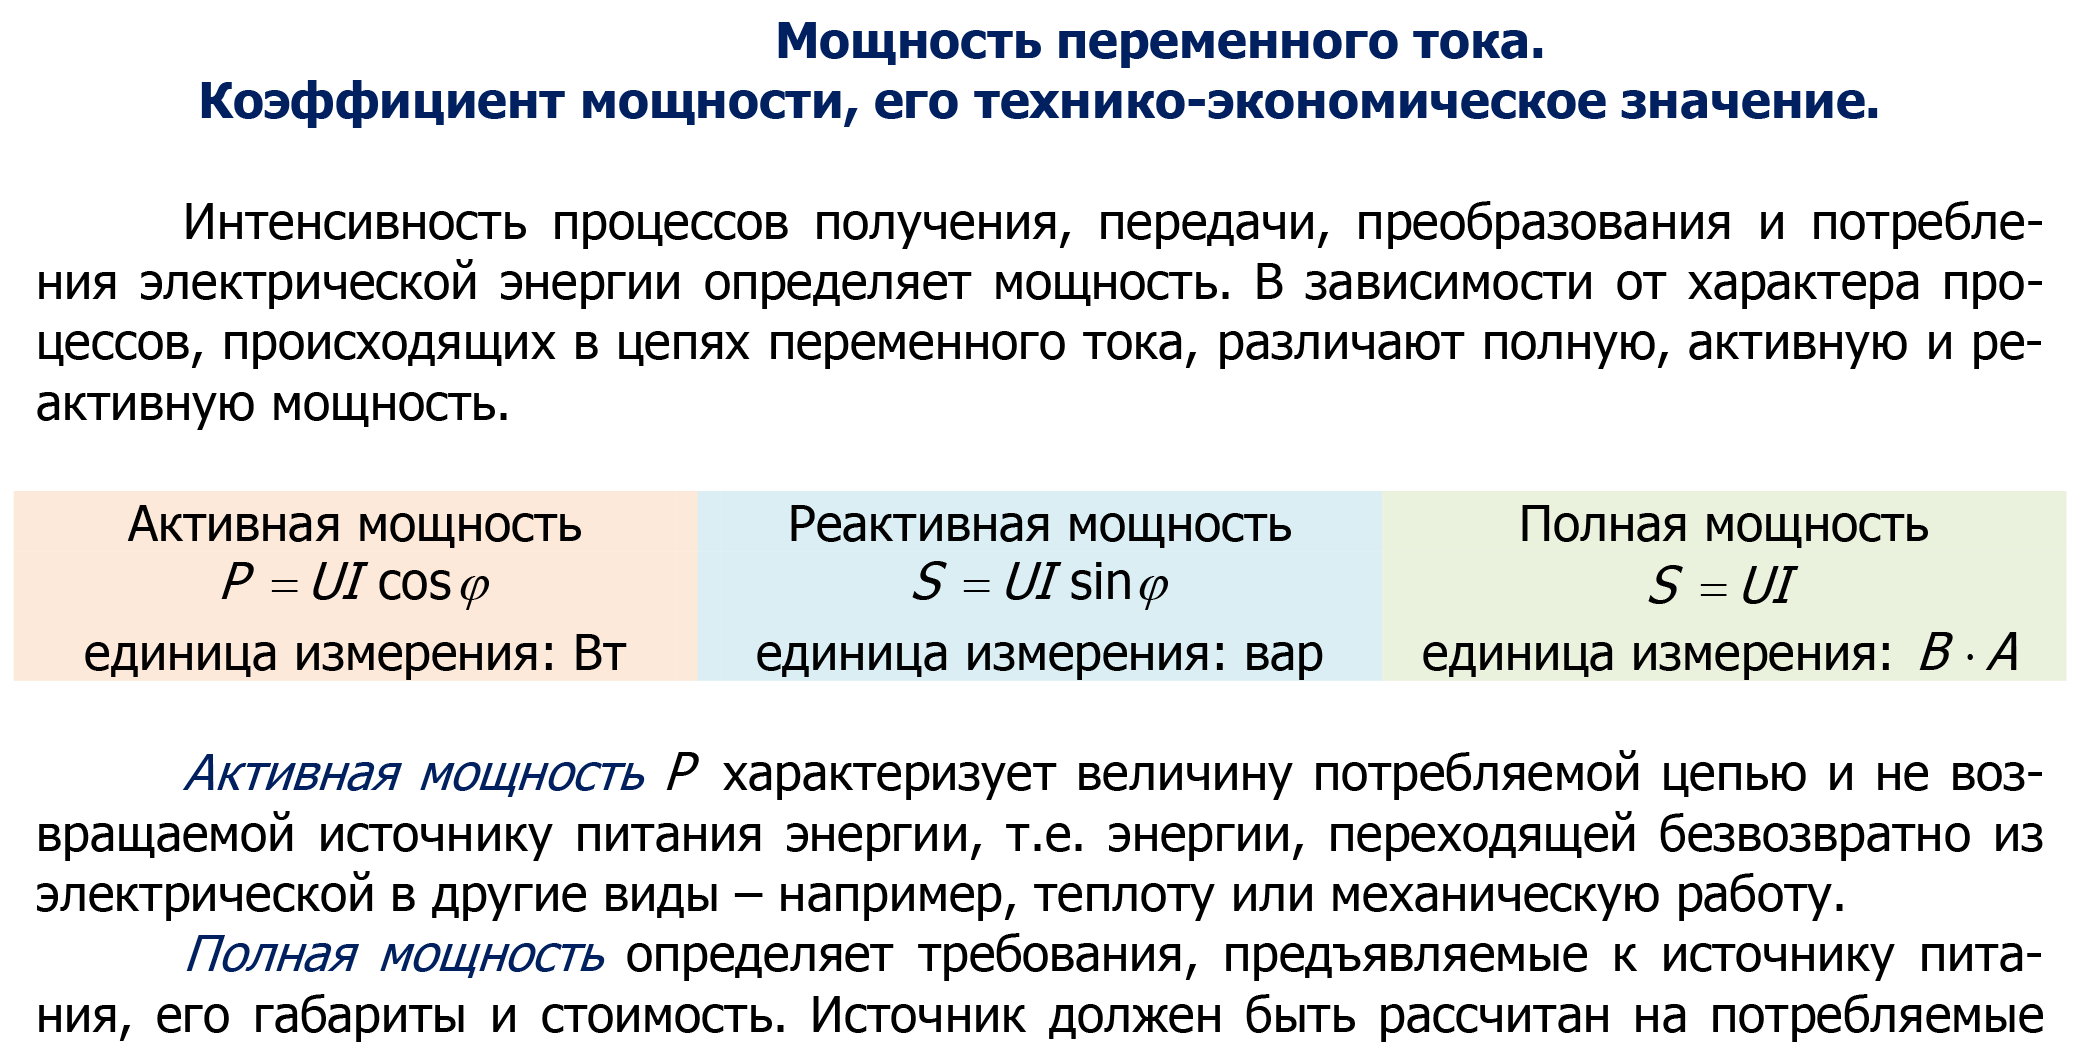 Мощность переменного тока.
Коэффициент мощности, его технико-экономическое значение.
Интенсивность процессов получения, передачи, преобразования и потребле-
ния электрической энергии определяет мощность. В зависимости от характера про-
цессов, происходящих в цепях переменного тока, различают полную, активную и ре-
активную мощность.
Активная мощность
P = UI cos φ
единица измерения: Вт
Реактивная мощность
S = UI sin φ
единица измерения: вар
Полная мощность
S = UI
единица измерения: В · А
Активная мощность P характеризует величину потребляемой цепью и не воз-
вращаемой источнику питания энергии, т.е. энергии, переходящей безвозвратно из
электрической в другие виды – например, теплоту или механическую работу.
Полная мощность определяет требования, предъявляемые к источнику пита-
ния, его габариты и стоимость. Источник должен быть рассчитан на потребляемые